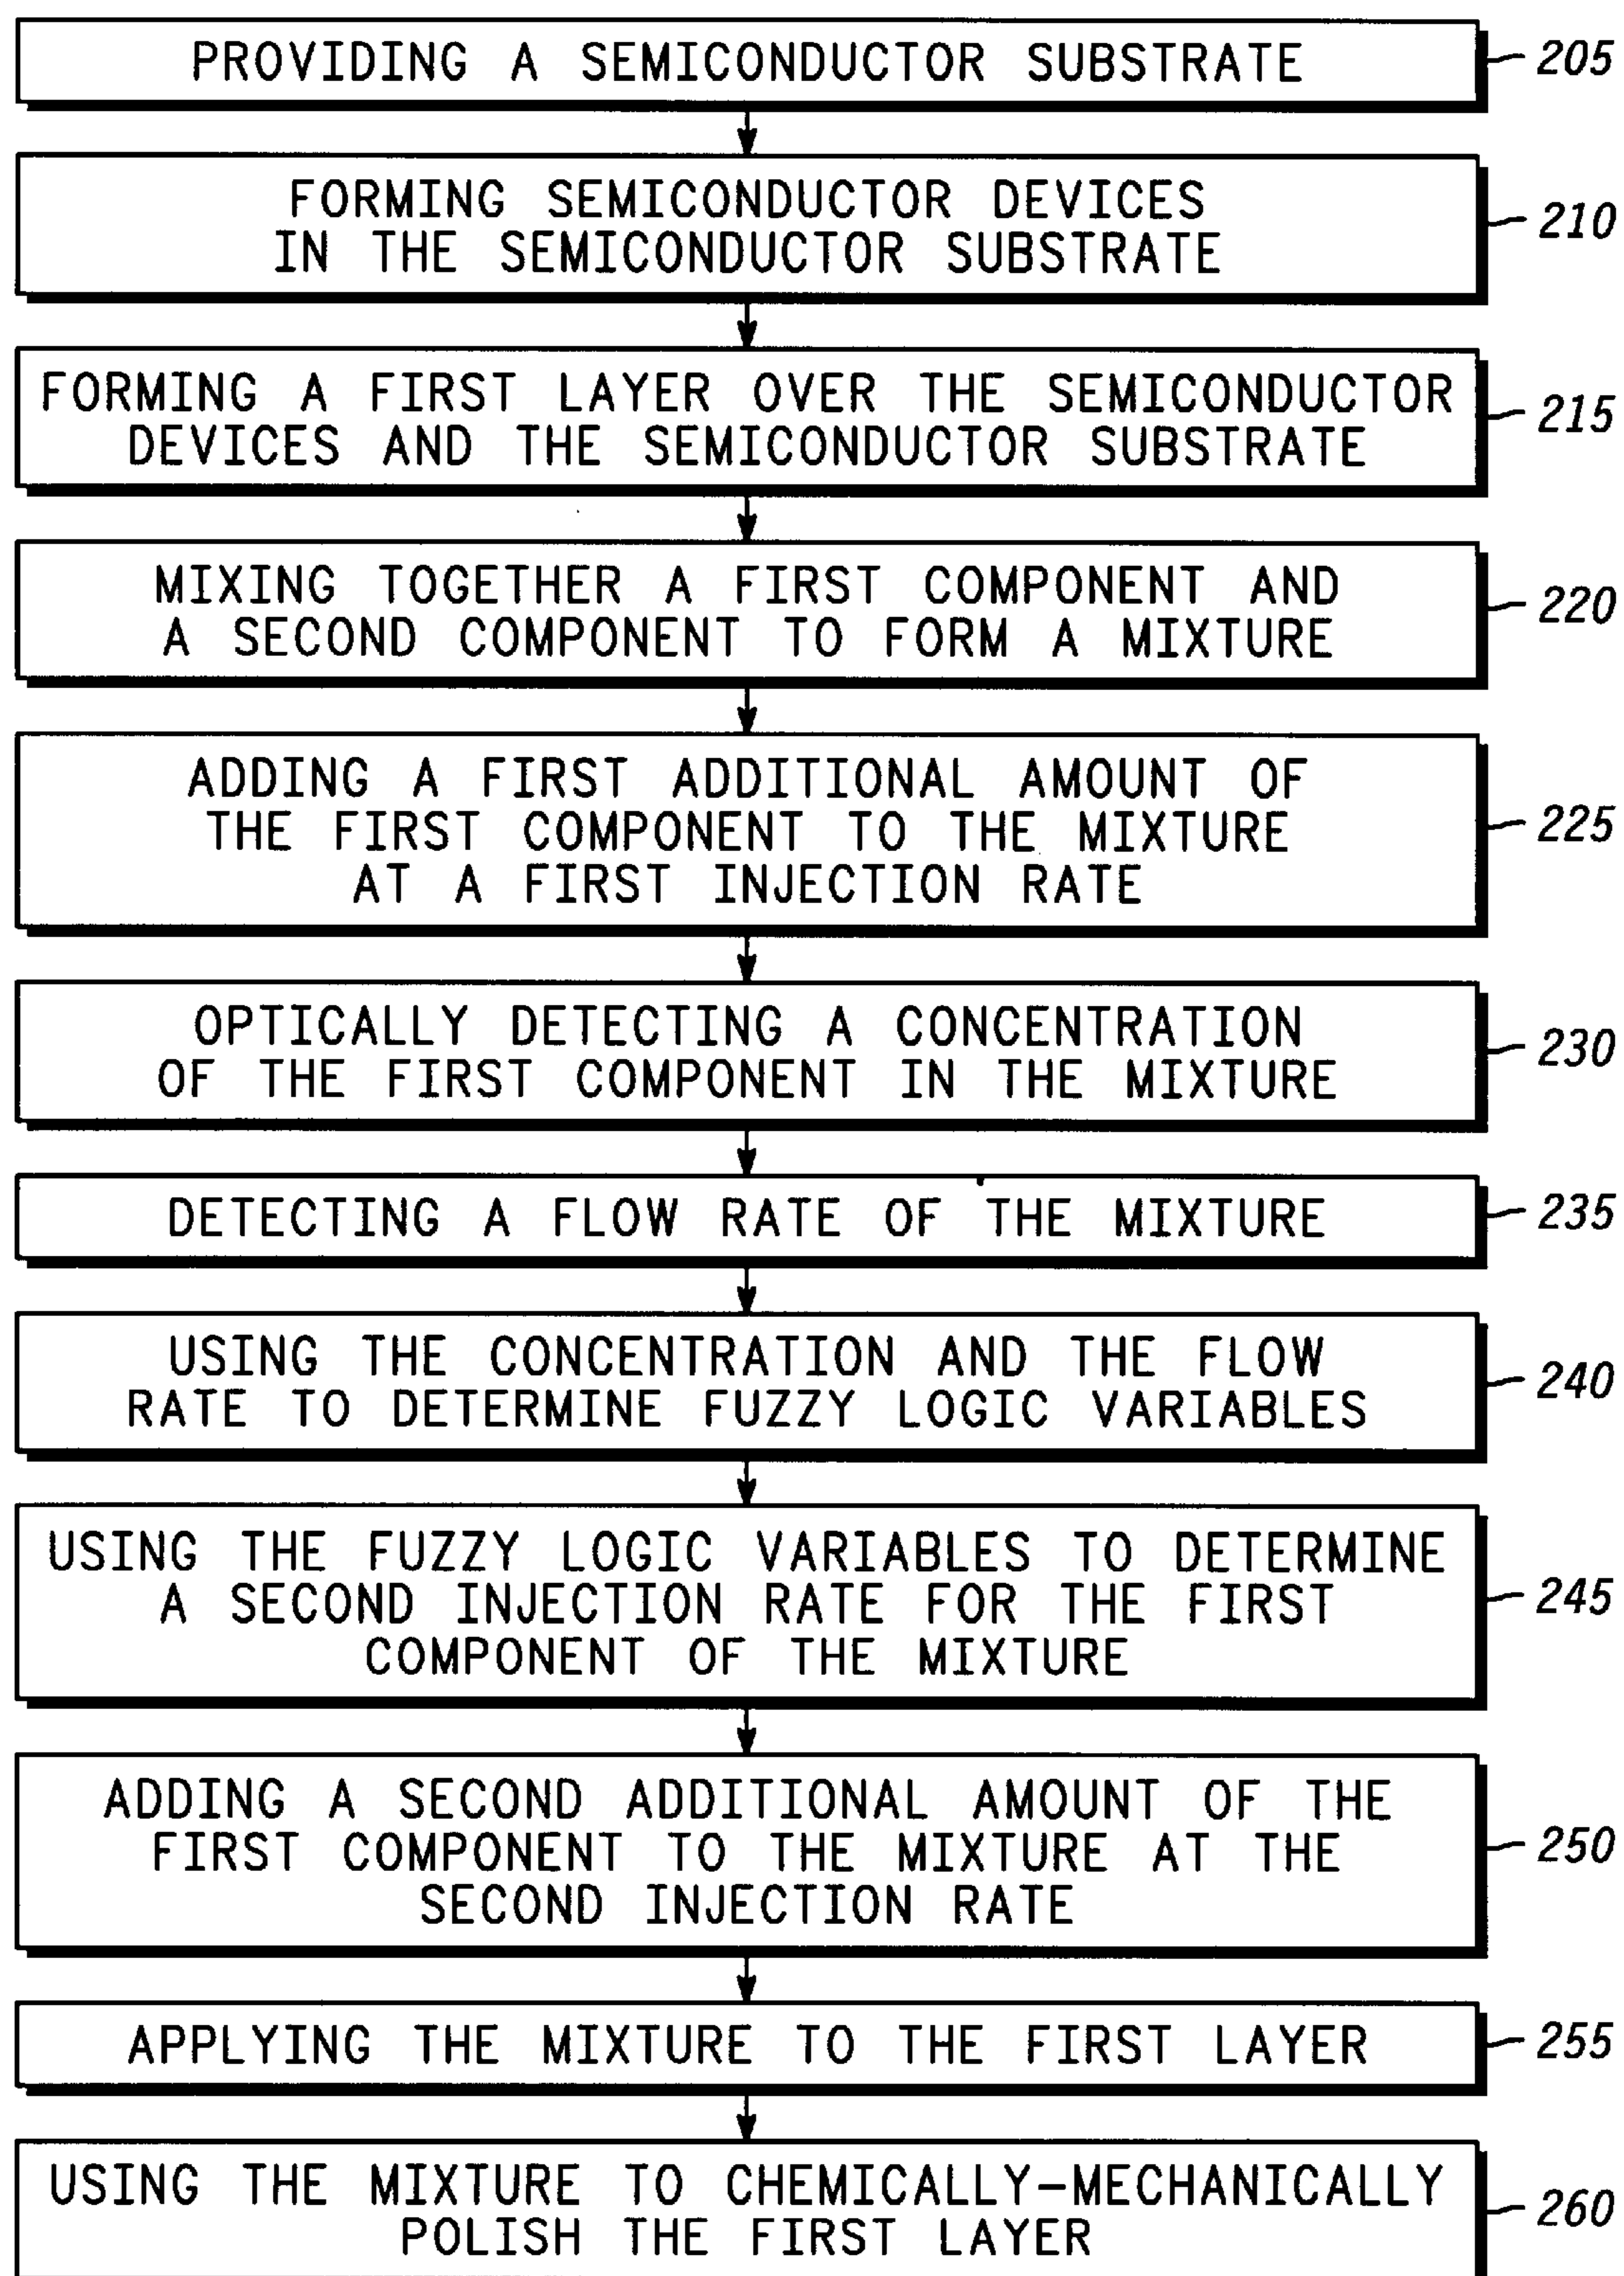 PROVIDING A SEMICONDUCTOR SUBSTRATE
205
FORMING SEMICONDUCTOR DEVICES
IN THE SEMICONDUCTOR SUBSTRATE
210
FORMING A FIRST LAYER OVER THE SEMICONDUCTOR
DEVICES AND THE SEMICONDUCTOR SUBSTRATE
215
MIXING TOGETHER A FIRST COMPONENT AND
A SECOND COMPONENT TO FORM A MIXTURE
220
ADDING A FIRST ADDITIONAL AMOUNT OF
THE FIRST COMPONENT TO THE MIXTURE
AT A FIRST INJECTION RATE
225
OPTICALLY DETECTING A CONCENTRATION
OF THE FIRST COMPONENT IN THE MIXTURE
230
DETECTING A FLOW RATE OF THE MIXTURE
235
USING THE CONCENTRATION AND THE FLOW
RATE TO DETERMINE FUZZY LOGIC VARIABLES
240
USING THE FUZZY LOGIC VARIABLES TO DETERMINE
A SECOND INJECTION RATE FOR THE FIRST
COMPONENT OF THE MIXTURE
245
ADDING A SECOND ADDITIONAL AMOUNT OF THE
FIRST COMPONENT TO THE MIXTURE AT THE
SECOND INJECTION RATE
250
APPLYING THE MIXTURE TO THE FIRST LAYER
255
USING THE MIXTURE TO CHEMICALLY-MECHANICALLY
POLISH THE FIRST LAYER
260